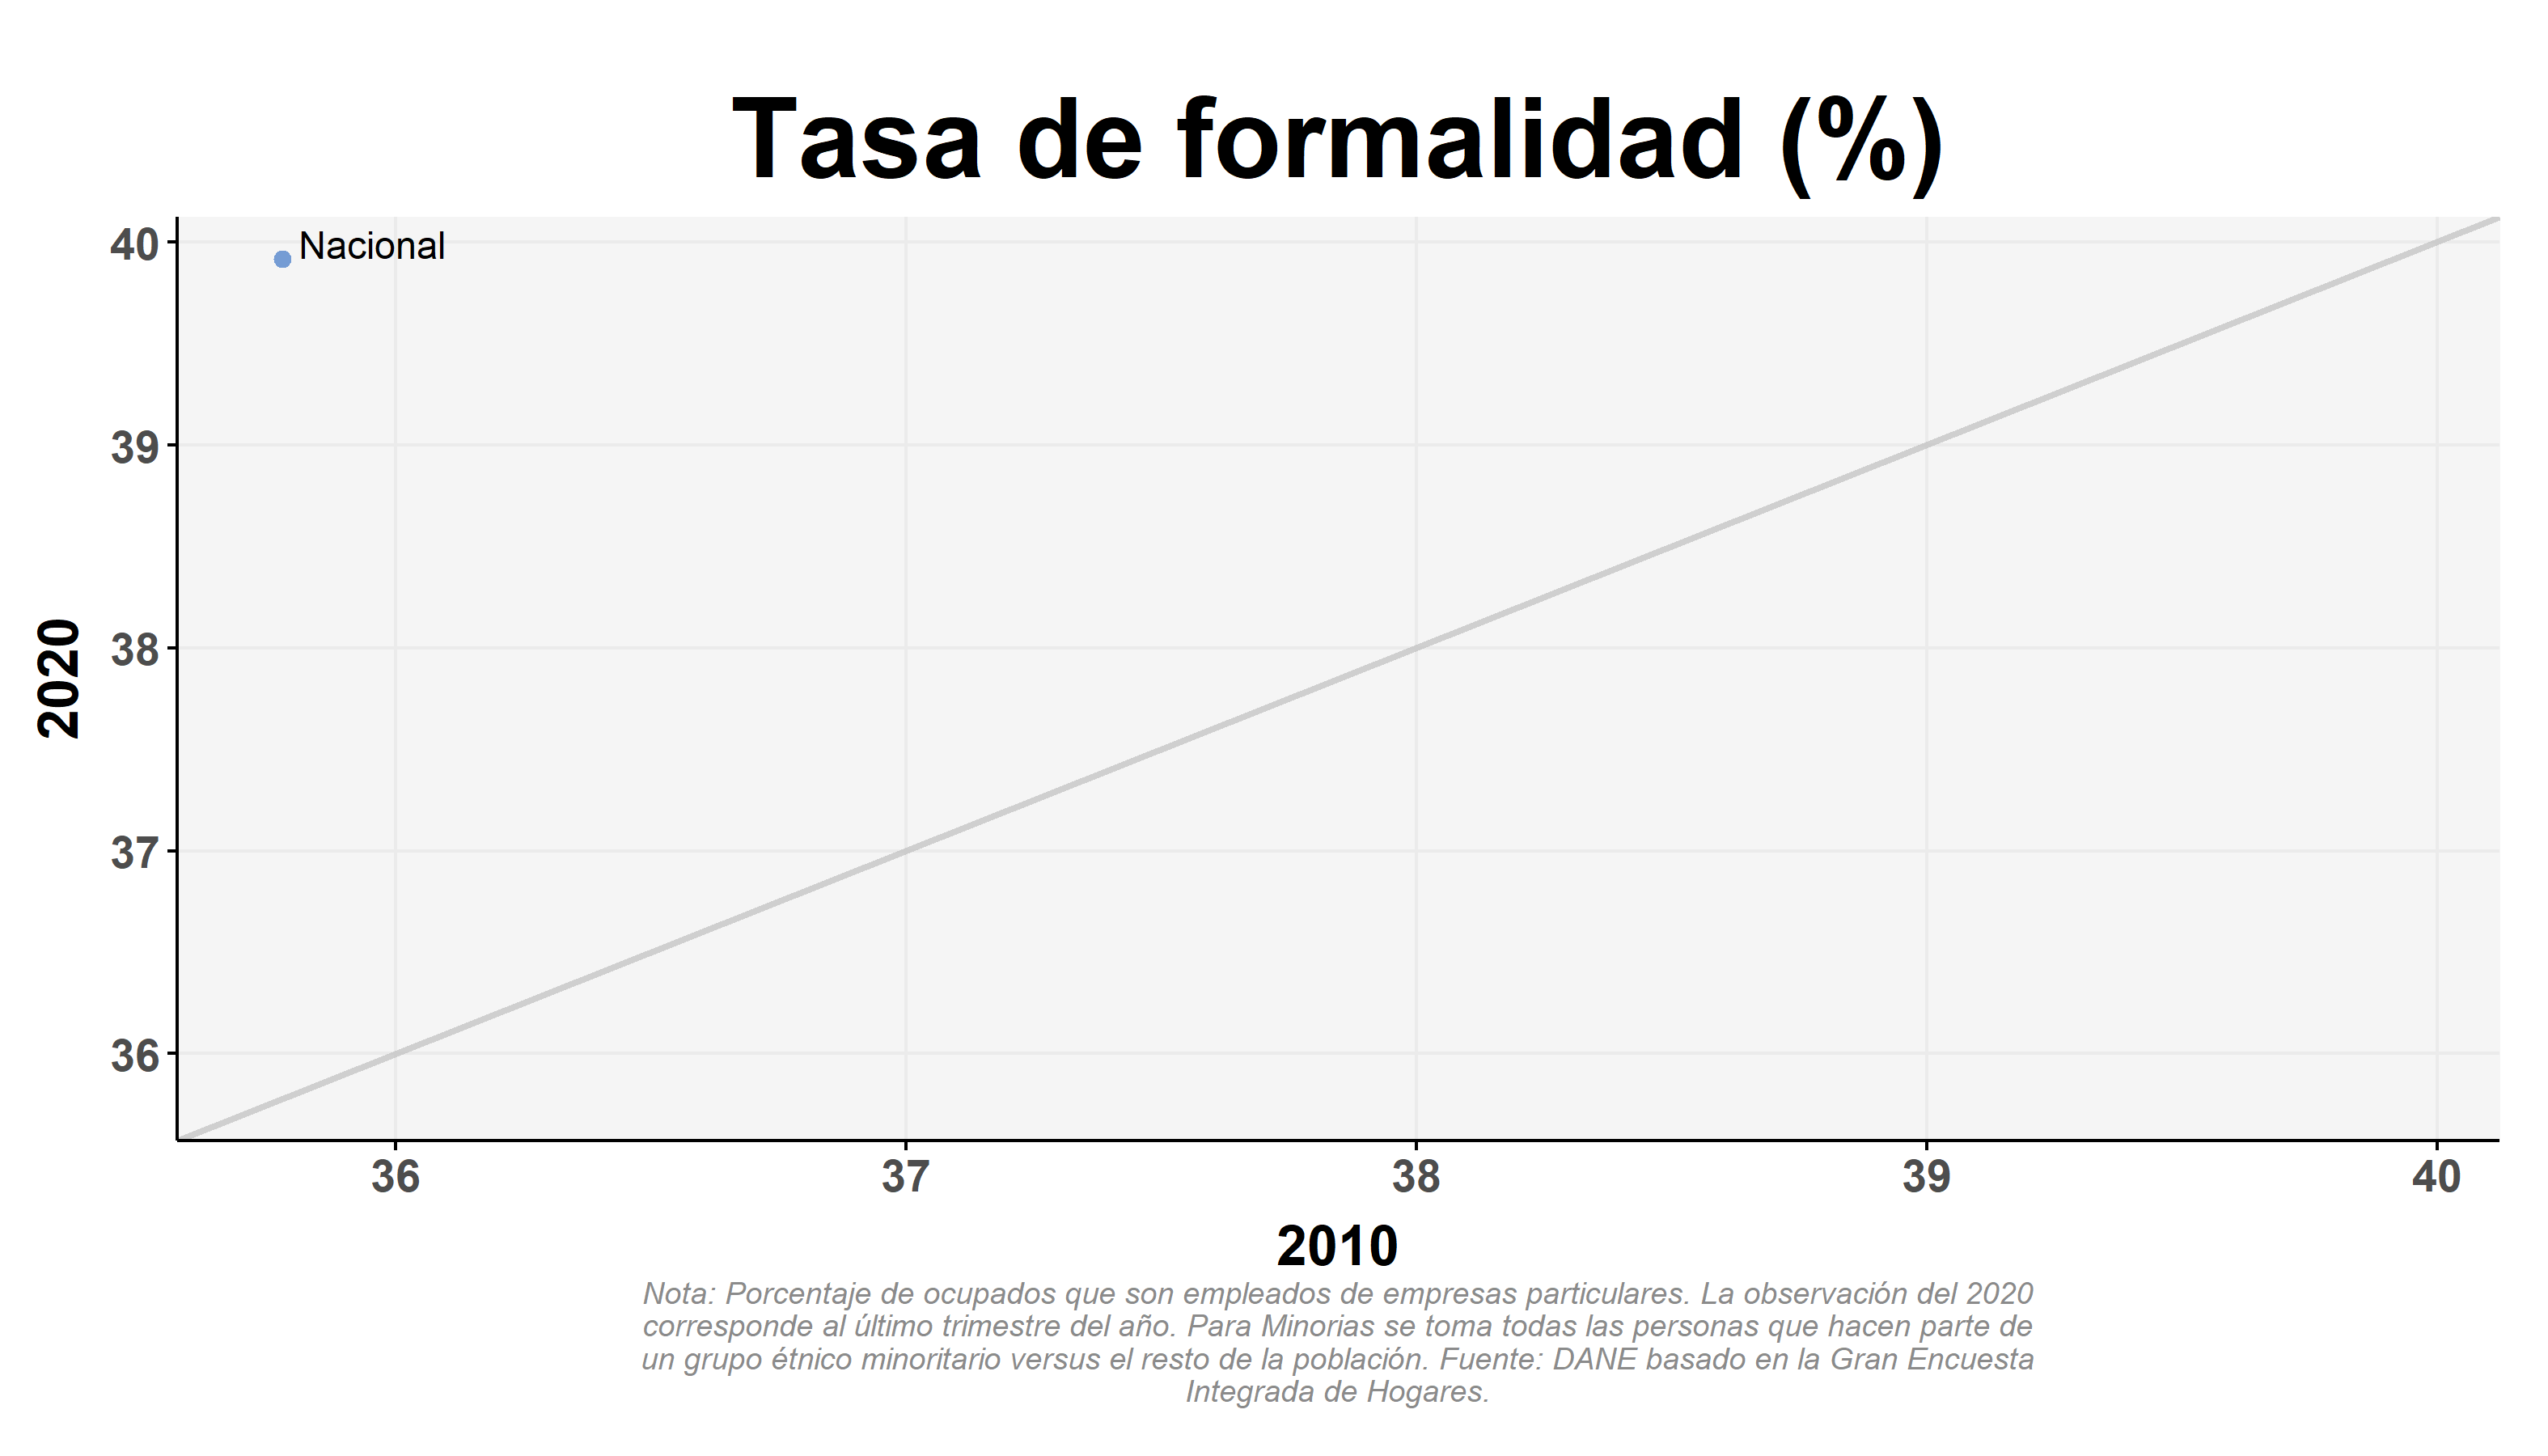 Tasa de formalidad (%)
40
Nacional
39
38
37
36
2020
36 37 38 39 40
2010
Nota: Porcentaje de ocupados que son empleados de empresas particulares. La observación del 2020
corresponde al último trimestre del año. Para Minorias se toma todas las personas que hacen parte de
un grupo étnico minoritario versus el resto de la población. Fuente: DANE basado en la Gran Encuesta
Integrada de Hogares.